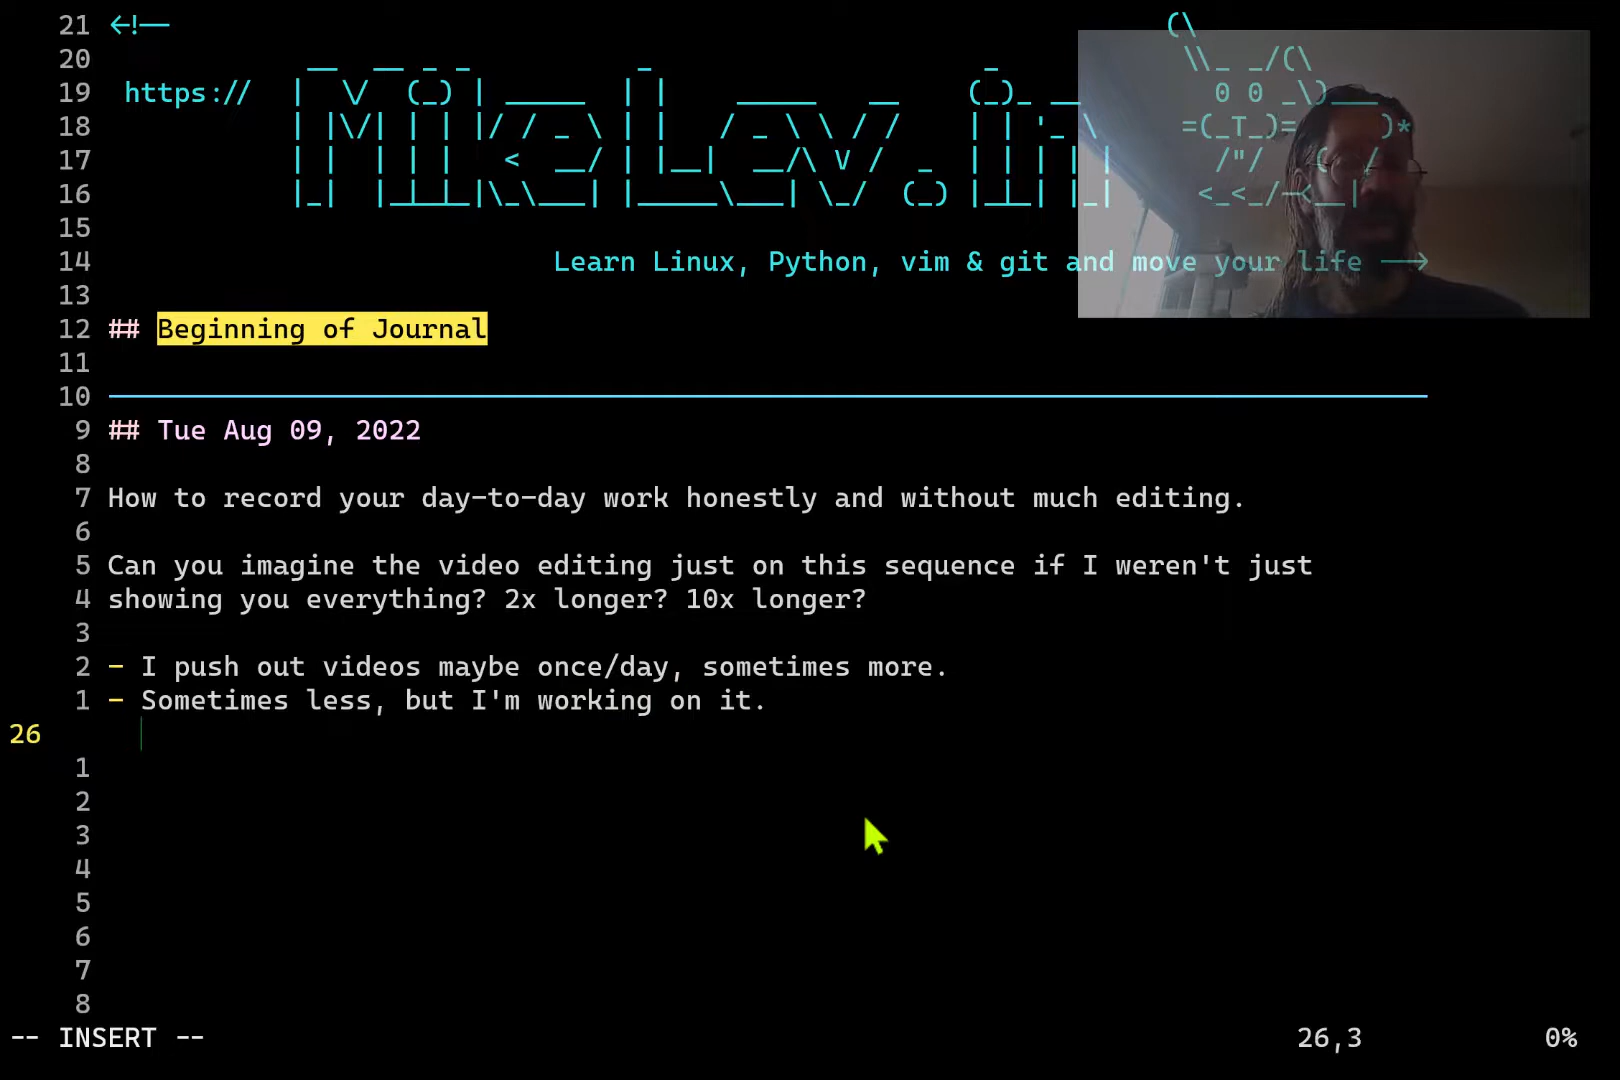 21 <!--
20
19 https:// MikeLev.in
18
17
16
15
14 Learn Linux, Python, vim & git and move your life -->
13
12 ## Beginning of Journal
11
10
9 ## Tue Aug 09, 2022
8
7 How to record your day-to-day work honestly and without much editing.
6
5 Can you imagine the video editing just on this sequence if I weren't just
4 showing you everything? 2x longer? 10x longer?
3
2 - I push out videos maybe once/day, sometimes more.
1 - Sometimes less, but I'm working on it.
26
1
2
3
4
5
6
7
8
-- INSERT -- 26,3 0%